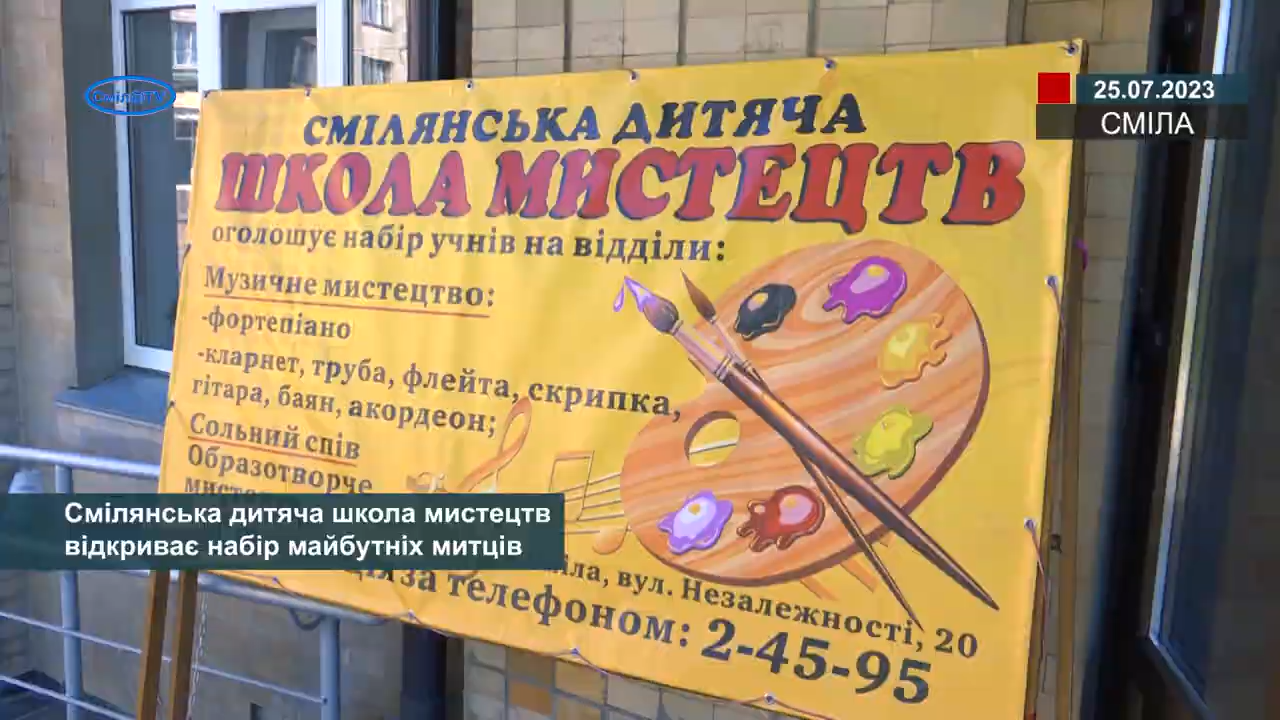 СміляTV
25.07.2023
СМІЛА
СМІЛЯНСЬКА ДИТЯЧА
ШКОЛА МИСТЕЦТВ
оголошує набір учнів на відділи:
Музичне мистецтво:
-фортепіано
-кларнет, труба, флейта, скрипка,
гітара, баян, акордеон;
Сольний спів
Образотворче
вул. Незалежності, 20
за телефоном: 2-45-95
Смілянська дитяча школа мистецтв
відкриває набір майбутніх митців